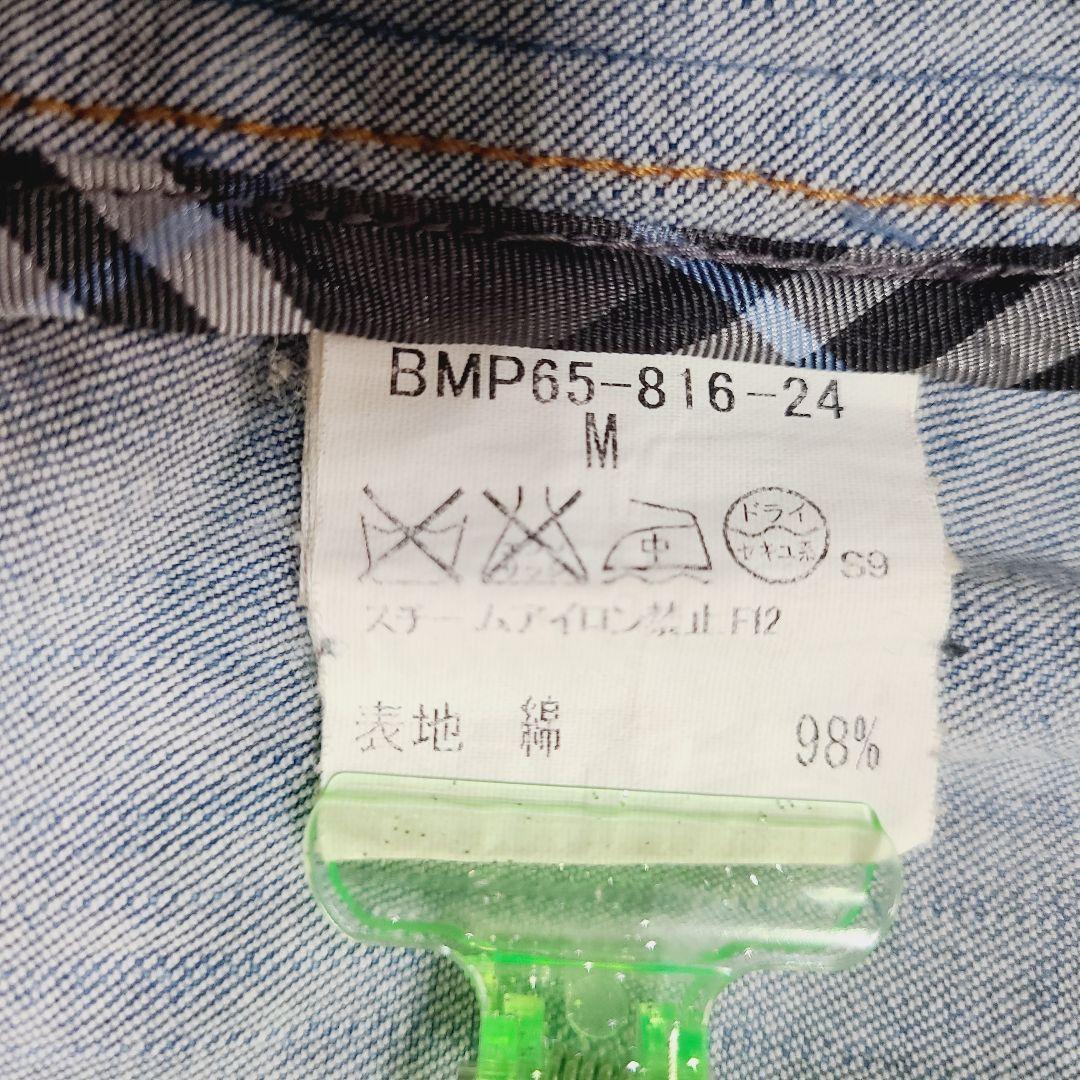 BMP65-816-24
M
中
ドライ
セキユ系
S9
スチームアイロン禁止 F12
表地 綿 98%